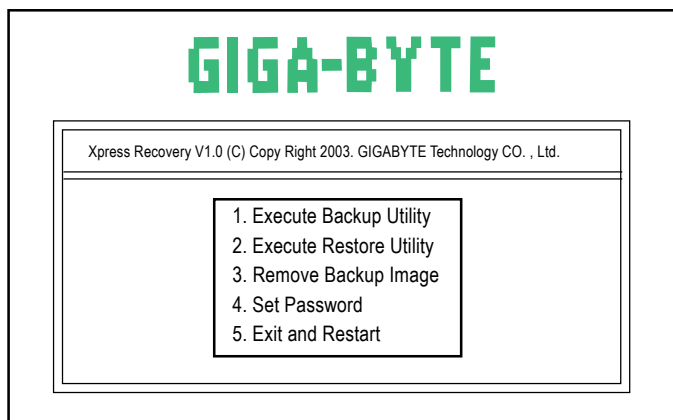 GIGA-BYTE
Xpress Recovery V1.0 (C) Copy Right 2003. GIGABYTE Technology CO. , Ltd.
1. Execute Backup Utility
2. Execute Restore Utility
3. Remove Backup Image
4. Set Password
5. Exit and Restart